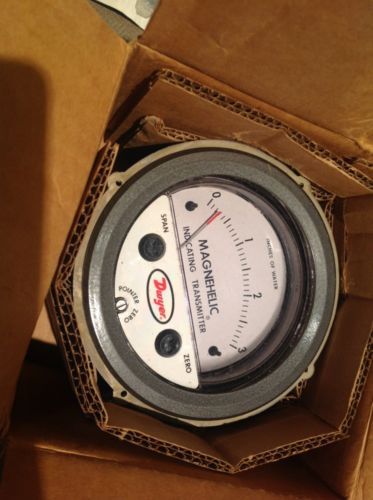 0
1
2
3
INCHES OF WATER
MAGNEHELIC®
INDICATING TRANSMITTER
SPAN
Dwyer
ZERO
POINTER ZERO